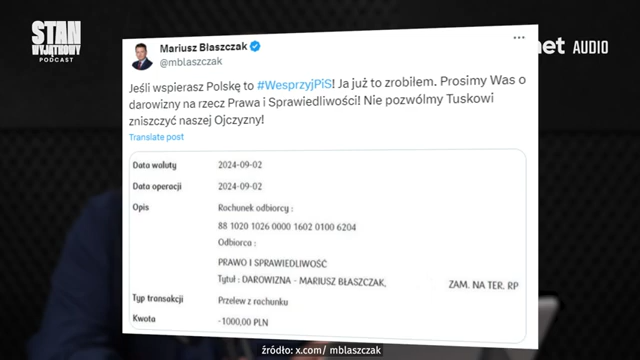 STAN
WYJĄTKOWY
PODCAST
net AUDIO
Mariusz Błaszczak
@mblaszczak
Jeśli wspierasz Polskę to #WesprzyjPiS! Ja już to zrobiłem. Prosimy Was o
darowizny na rzecz Prawa i Sprawiedliwości! Nie pozwólmy Tuskowi
zniszczyć naszej Ojczyzny!
Translate post
Data waluty 2024-09-02
Data operacji 2024-09-02
Opis Rachunek odbiorcy :
88 1020 1026 0000 1602 0100 6204
Odbiorca :
PRAWO I SPRAWIEDLIWOŚĆ
Tytuł : DAROWIZNA - MARIUSZ BŁASZCZAK, ZAM. NA TER. RP
Typ transakcji Przelew z rachunku
Kwota -1000,00 PLN
źródło: x.com/ mblaszczak